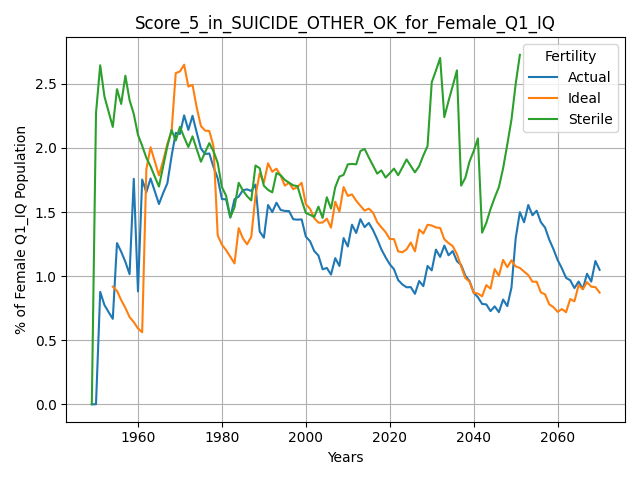 Score_5_in_SUICIDE_OTHER_OK_for_Female_Q1_IQ
% of Female Q1_IQ Population
2.5
2.0
1.5
1.0
0.5
0.0
Fertility
Actual
Ideal
Sterile
1960
1980
2000
2020
2040
2060
Years